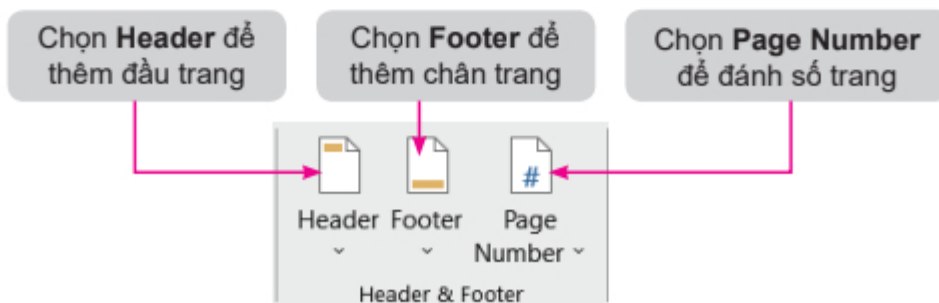 Chọn Header để
thêm đầu trang
Chọn Footer để
thêm chân trang
Chọn Page Number
để đánh số trang
#
Header Footer Page
Number
Header & Footer